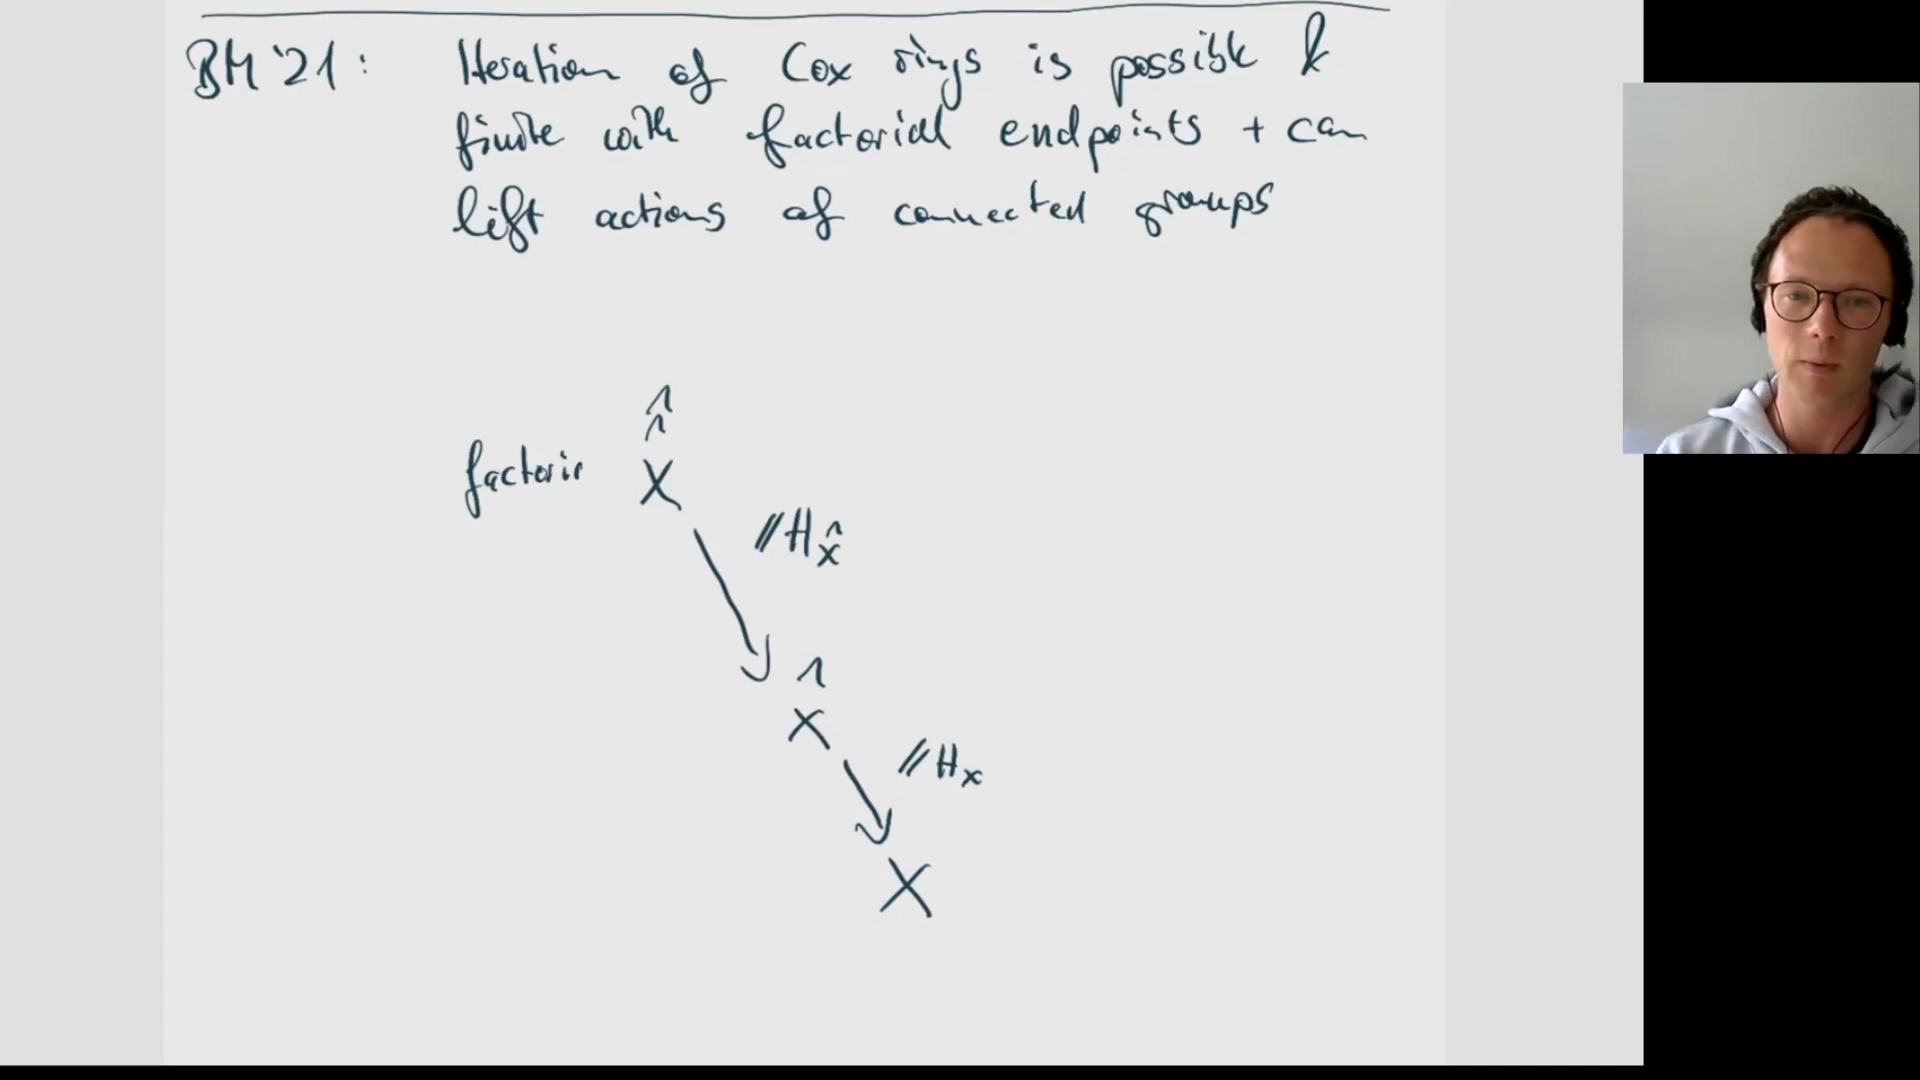 BM '21: Iteration of Cox rings is possible &
finite with factorial endpoints + can
lift actions of connected groups
factoria X̂̂
//H_X̂
X̂
//H_X
X